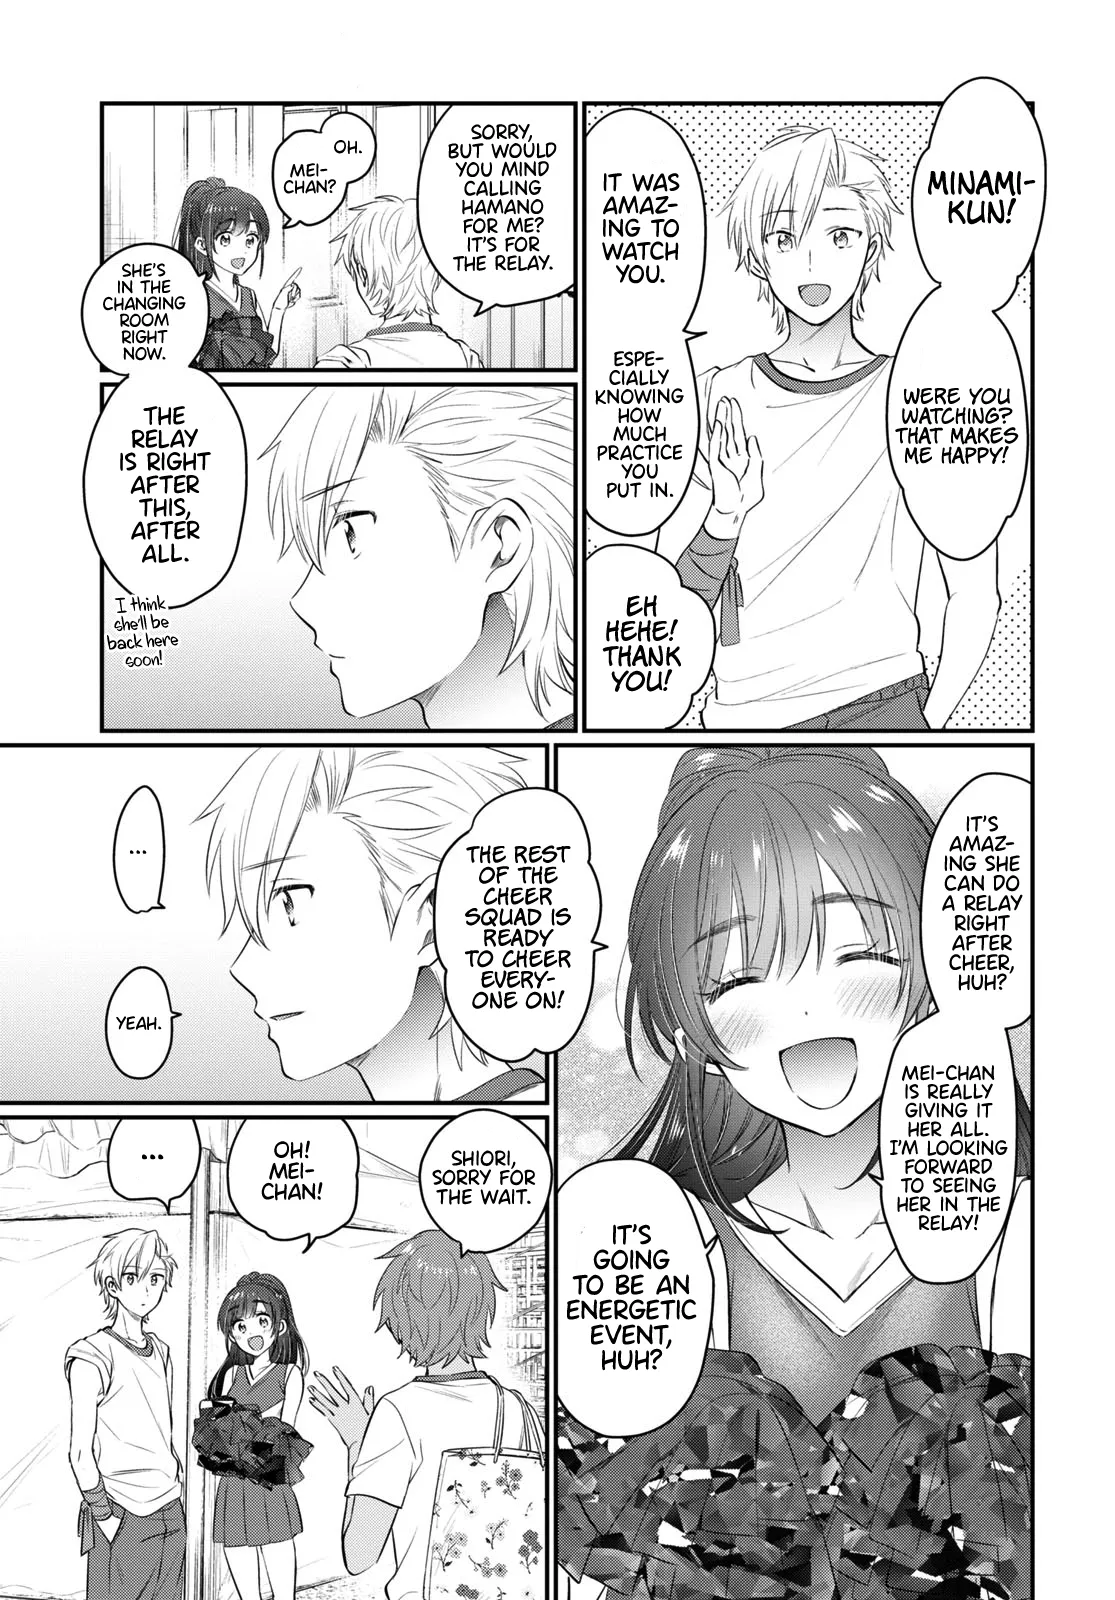 MINAMI-
KUN!
WERE YOU
WATCHING?
THAT MAKES
ME HAPPY!
IT WAS
AMAZ-
ING TO
WATCH
YOU.
ESPE-
CIALLY
KNOWING
HOW
MUCH
PRACTICE
YOU
PUT IN.
EH
HEHE!
THANK
YOU!
SORRY,
BUT WOULD
YOU MIND
CALLING
HAMANO
FOR ME?
IT'S FOR
THE RELAY.
OH.
MEI-
CHAN?
SHE'S
IN THE
CHANGING
ROOM
RIGHT
NOW.
THE
RELAY
IS RIGHT
AFTER
THIS,
AFTER
ALL.
I think
she'll be
back here
soon!
IT'S
AMAZ-
ING SHE
CAN DO
A RELAY
RIGHT
AFTER
CHEER,
HUH?
MEI-CHAN
IS REALLY
GIVING IT
HER ALL.
I'M LOOKING
FORWARD
TO SEEING
HER IN THE
RELAY!
IT'S
GOING
TO BE AN
ENERGETIC
EVENT,
HUH?
THE REST
OF THE
CHEER
SQUAD IS
READY
TO CHEER
EVERY-
ONE ON!
...
YEAH.
SHIORI,
SORRY FOR
THE WAIT.
OH!
MEI-
CHAN!
...